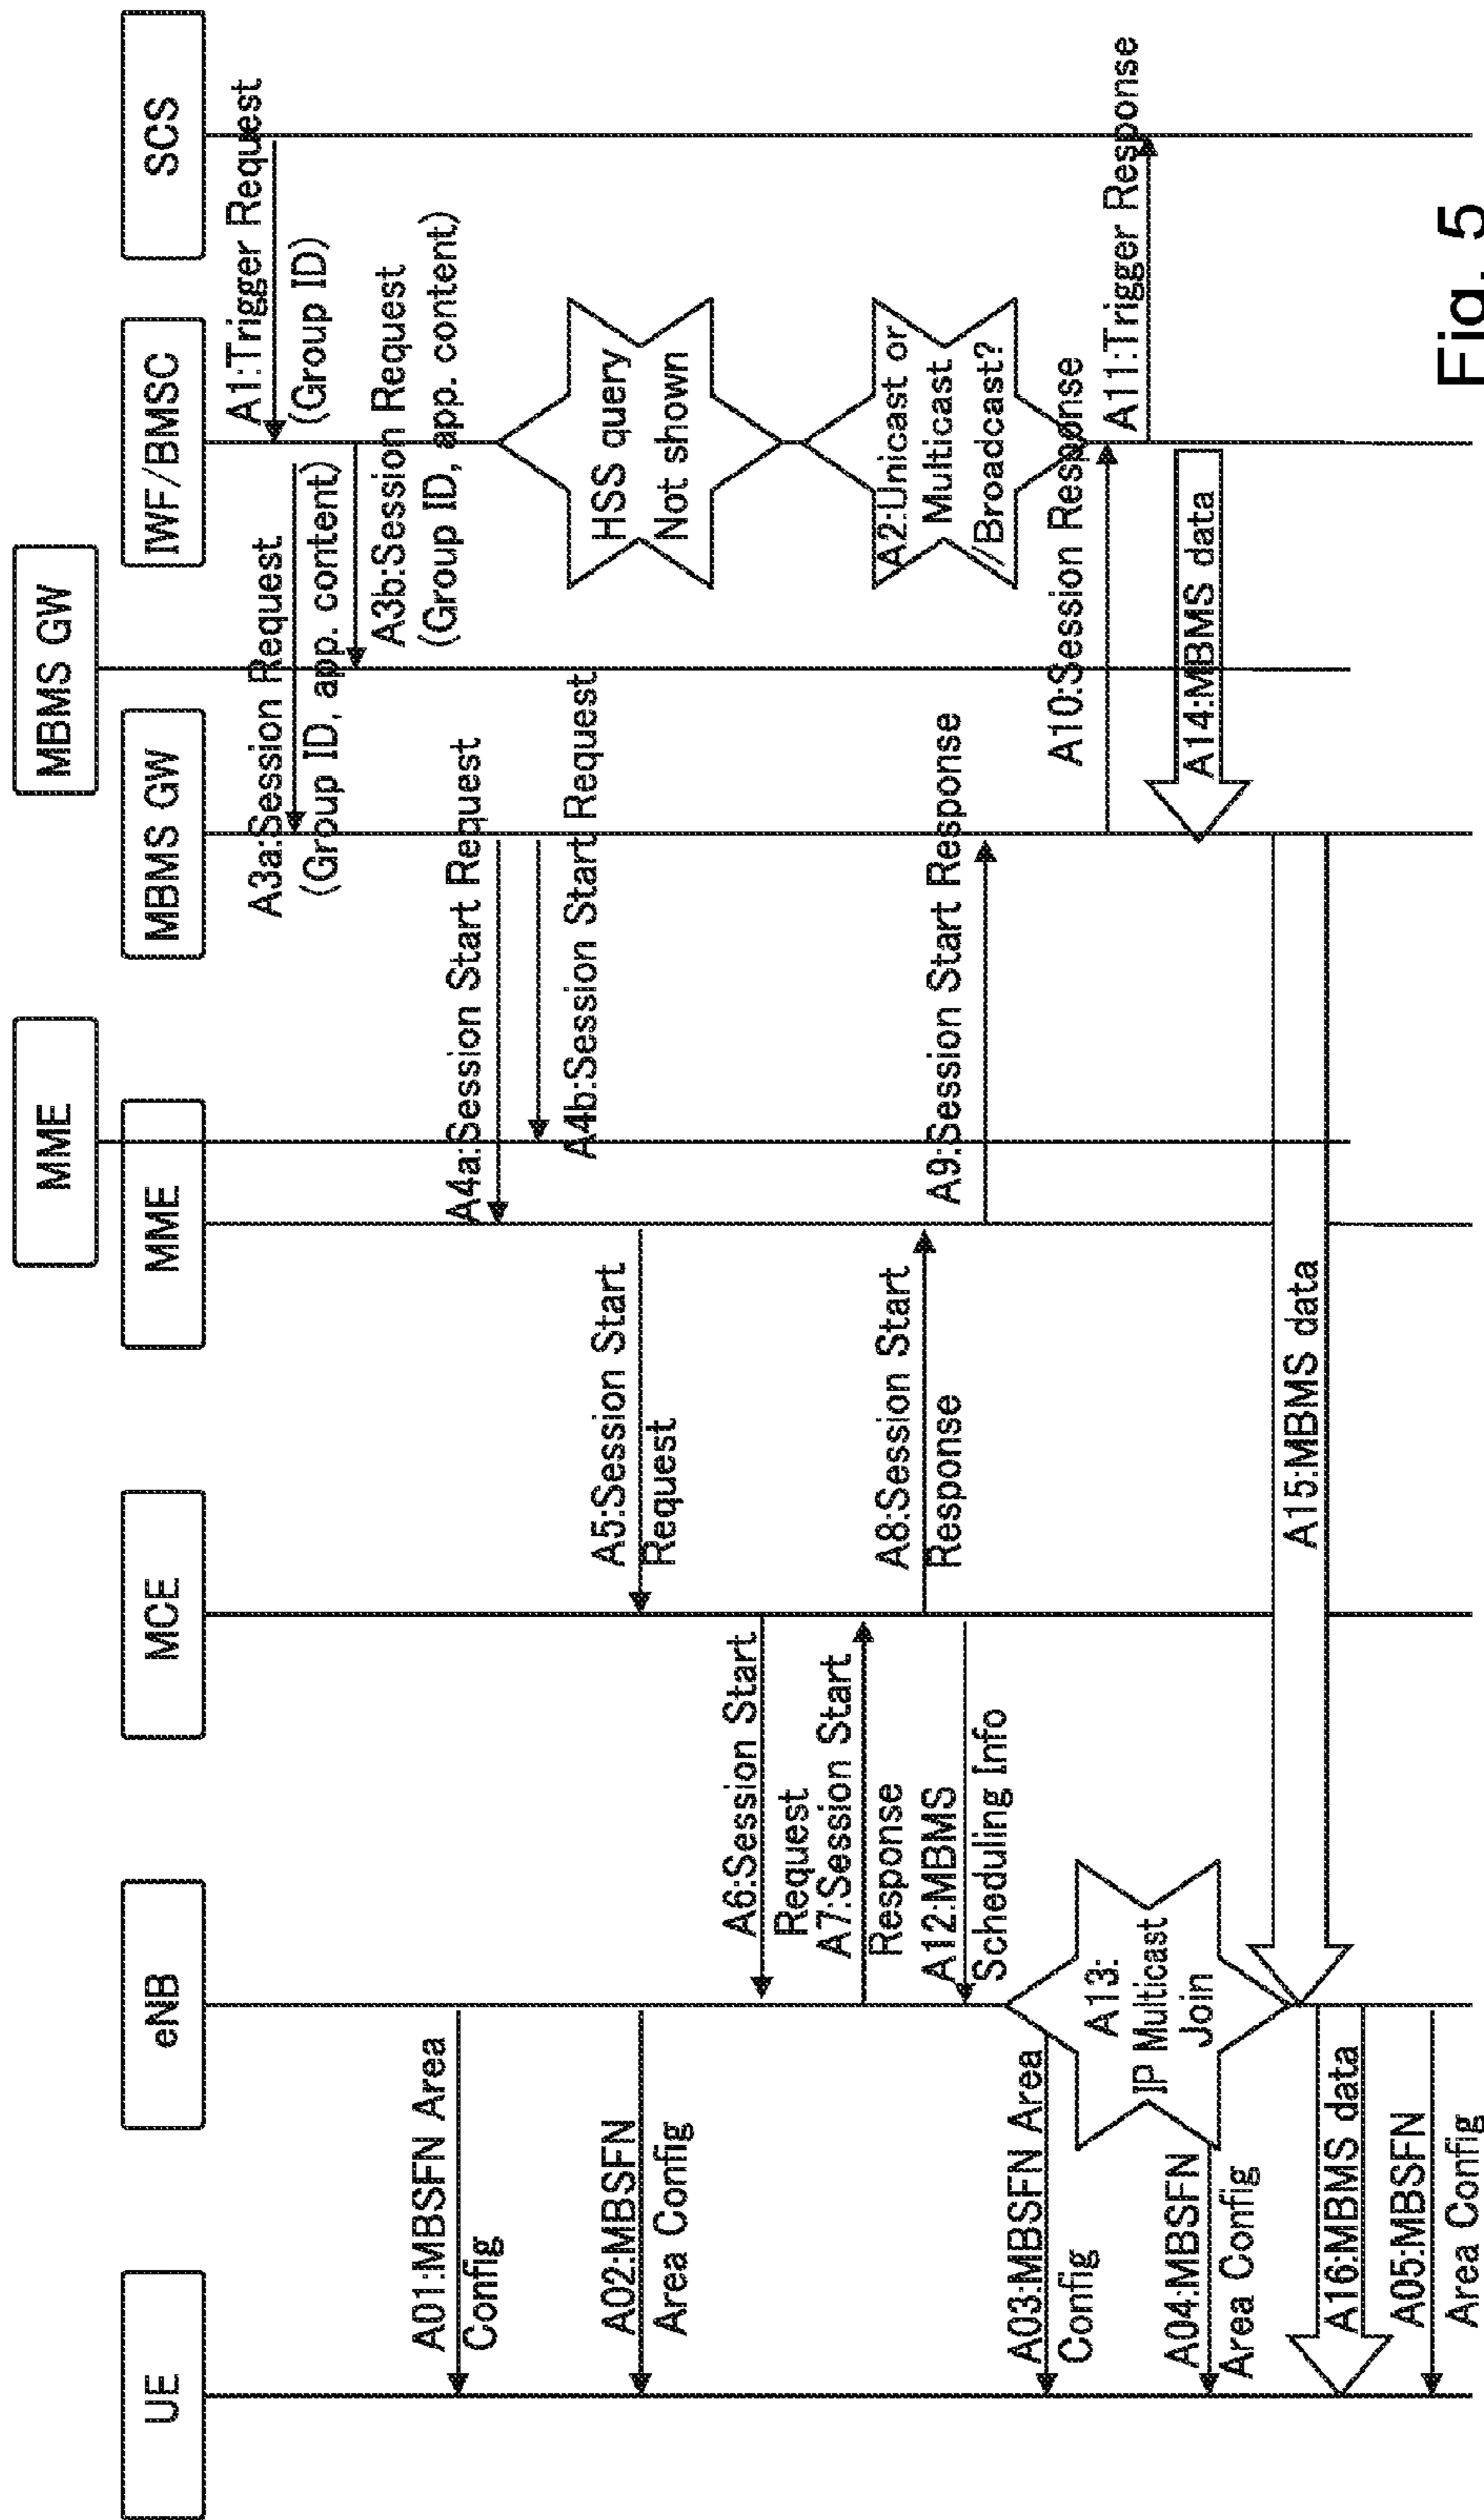 MME
MBMS GW
UE
eNB
MCE
MME
MBMS GW
IWF/BMSC
SCS
A1:Trigger Request
(Group ID)
A3a:Session Request
(Group ID, app. content)
A3b:Session Request
(Group ID, app. content)
A01:MBSFN Area
Config
A4a:Session Start Request
A4b:Session Start Request
HSS query
Not shown
A02:MBSFN
Area Config
A5:Session Start
Request
A6:Session Start
Request
A7:Session Start
Response
A8:Session Start
Response
A2:Unicast or
Multicast
/Broadcast?
A12:MBMS
Scheduling Info
A9:Session Start Response
A03:MBSFN Area
Config
A13:
IP Multicast
Join
A10:Session Response
A11:Trigger Response
A04:MBSFN
Area Config
A14:MBMS data
A15:MBMS data
A16:MBMS data
A05:MBSFN
Area Config
Fig. 5